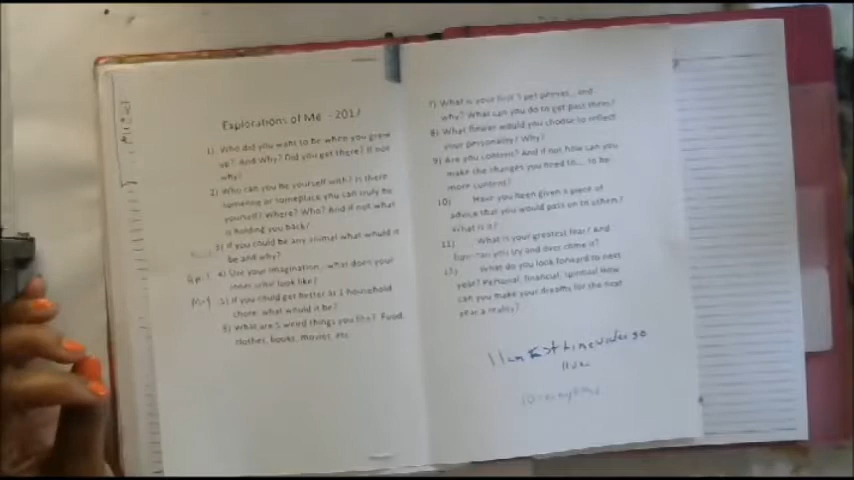 Explorations of Me - 2017
1) Who did you want to be when you grew
up? And Why? Did you get there? If not
why?
2) Who can you be yourself with? Is there
someone or someplace you can truly be
yourself? Where? Who? And if not what
is holding you back?
3) If you could be any animal what would it
be and why?
4) Use your imagination... what does your
inner critic look like?
5) If you could get better at 1 household
chore, what would it be?
6) What are 5 weird things you like? Food,
clothes, books, movies, etc.
7) What is your first 5 pet phrases... and
why? What can you do to get past them?
8) What flower would you choose to reflect
your personality? Why?
9) Are you content? And if not how can you
make the changes you need to.... to be
more content?
10) Have you been given a piece of
advice that you would pass on to others?
What is it?
11) What is your greatest fear? And
how can you try and over come it?
12) What do you look forward to next
year? Personal, financial, spiritual How
can you make your dreams for the next
year a reality?